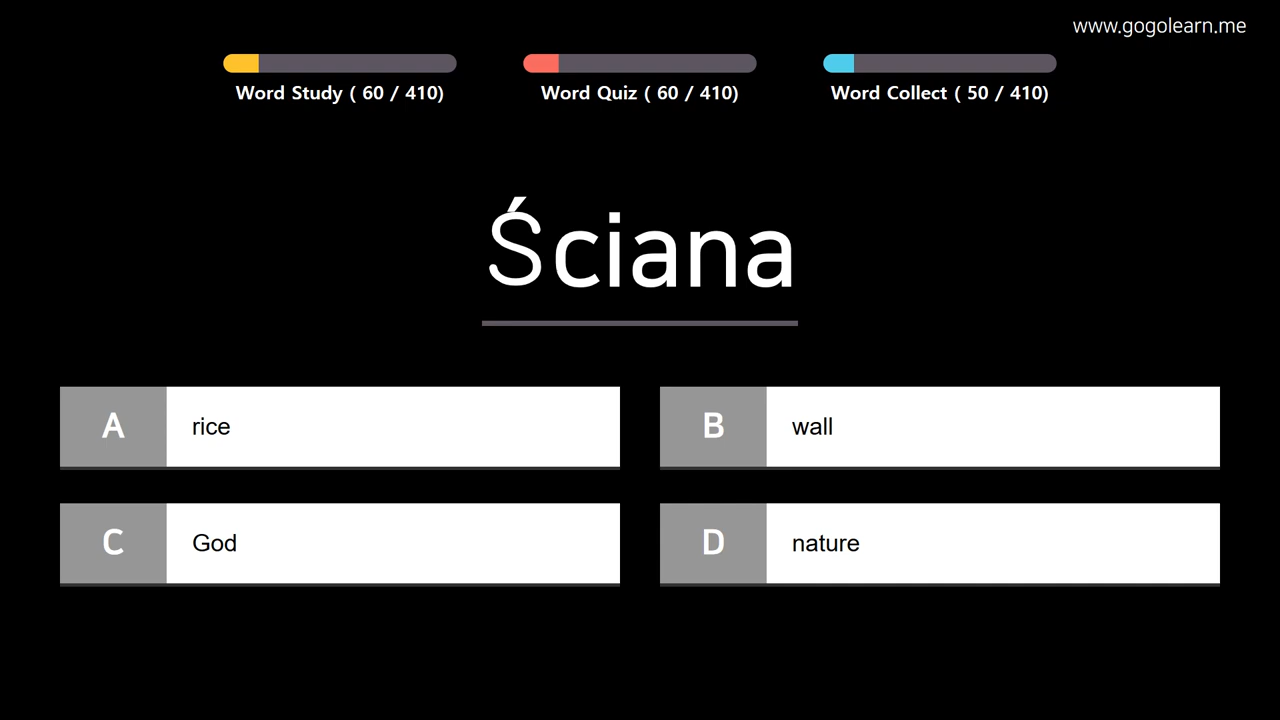 www.gogolearn.me
Word Study ( 60 / 410)
Word Quiz ( 60 / 410)
Word Collect ( 50 / 410)
Ściana
A rice
B wall
C God
D nature